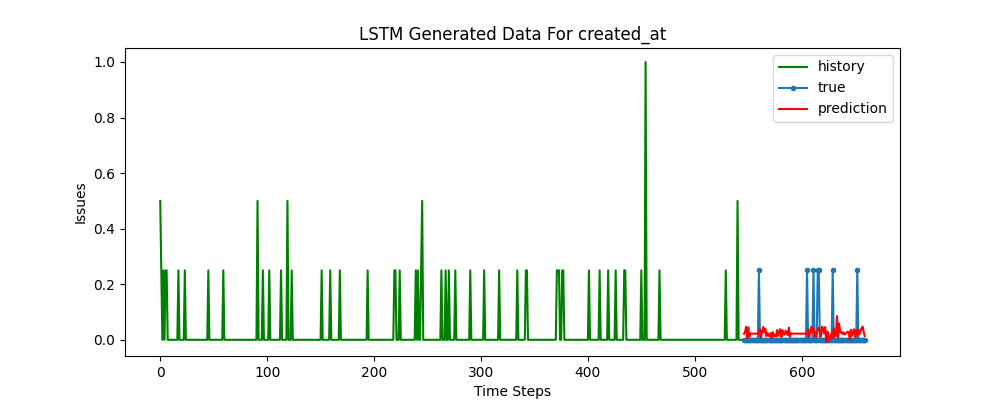 LSTM Generated Data For created_at
history
true
prediction
1.0
0.8
0.6
0.4
0.2
0.0
Issues
0
100
200
300
400
500
600
Time Steps